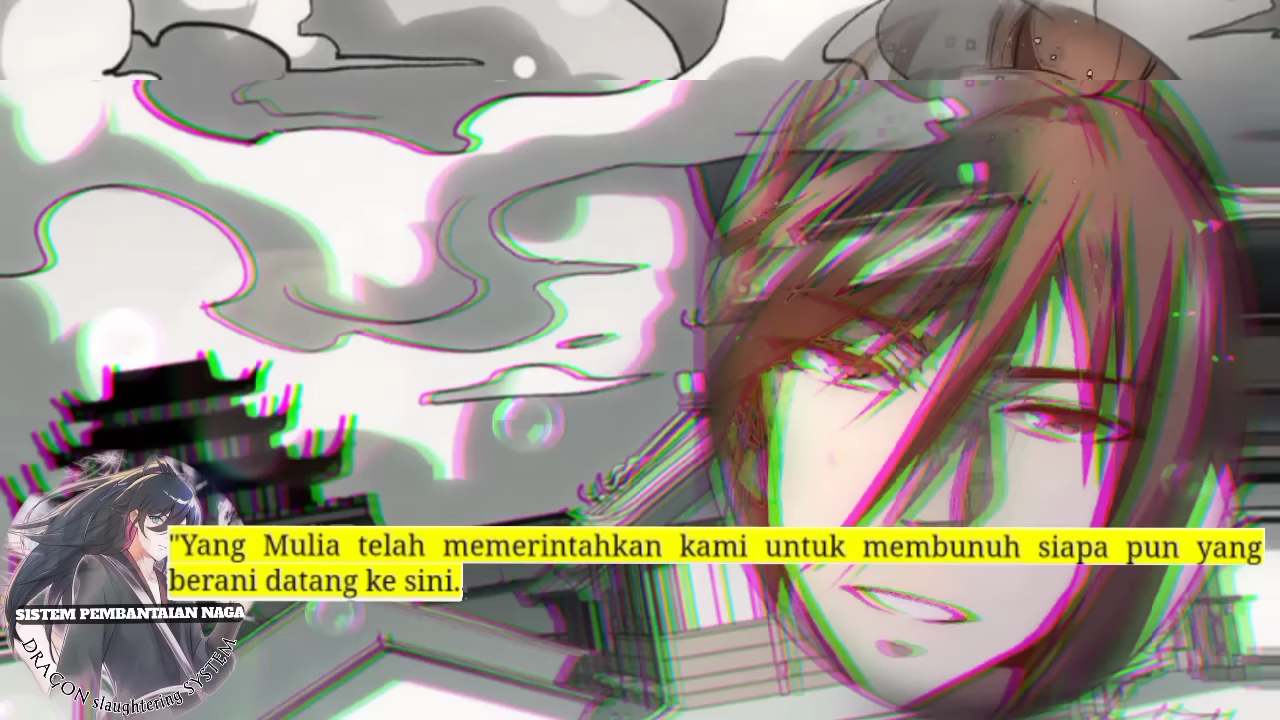 "Yang Mulia telah memerintahkan kami untuk membunuh siapa pun yang
berani datang ke sini.
SISTEM PEMBANTAIAN NAGA
DRAGON slaughtering SYSTEM